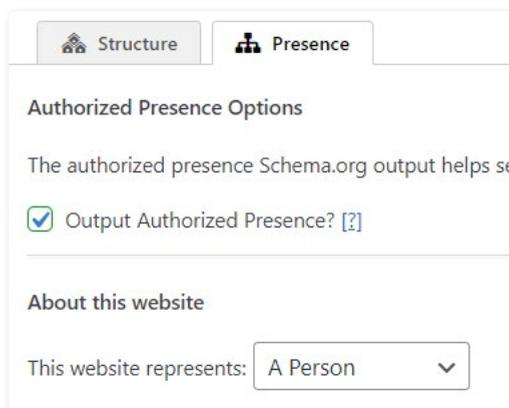 Structure
Presence
Authorized Presence Options
The authorized presence Schema.org output helps
Output Authorized Presence? [?]
About this website
This website represents: A Person